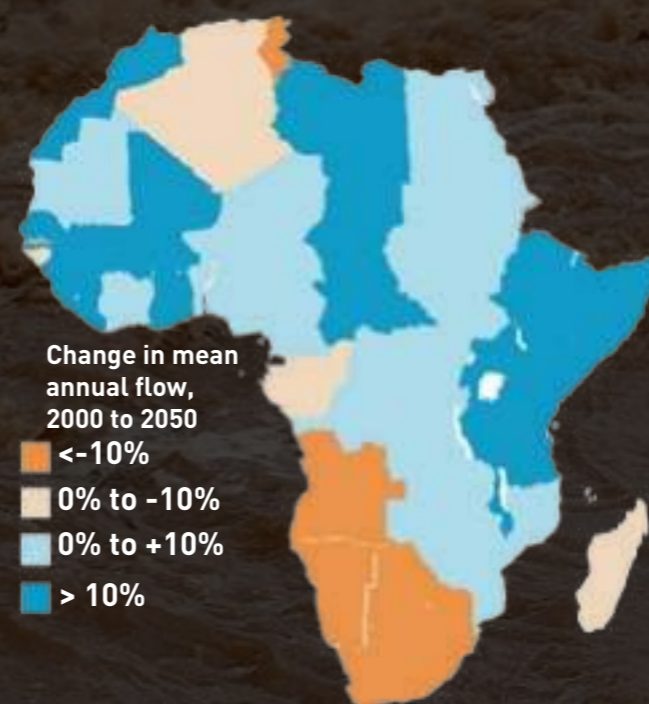 Change in mean
annual flow,
2000 to 2050
<-10%
0% to -10%
0% to +10%
> 10%